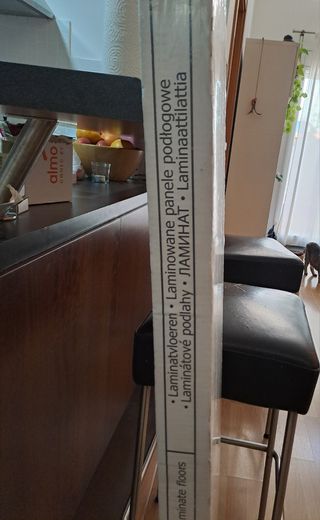 • Laminatvloeren • Laminowane panele podłogowe
• Laminátové podlahy • ЛАМИНАТ • Laminaattilattia
minate floors
almo